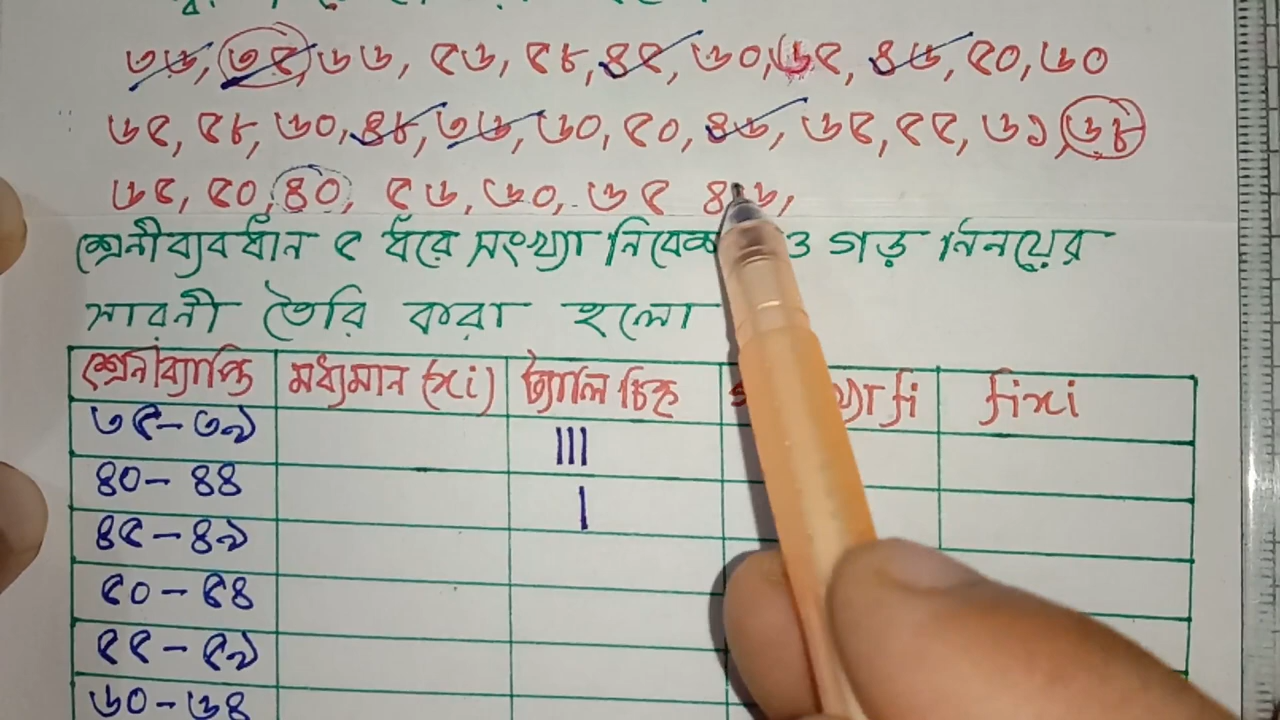 ৩৬, ৩৫, ৬৬, ৫৬, ৫৮, ৪৫, ৬০, ৬৫, ৪৬, ৫০, ৬০
৬৫, ৫৮, ৬০, ৪৮, ৩৬, ৬০, ৫০, ৪৬, ৬৫, ৫৫, ৬১, ৬৮
৬৫, ৫০, ৪০, ৫৬, ৬০, ৬৫ ৪৬,
শ্রেনীব্যবধান ৫ ধরে সংখ্যা ও গড় নির্নয়ের
সারনী তৈরি করা হলো
শ্রেনীব্যাপ্তি মধ্যমান (xi) ট্যালি চিহ্ন fi fixi
৩৫-৩৯ |||
৪০-৪৪ |
৪৫-৪৯
৫০-৫৪
৫৫-৫৯
৬০-৬৪